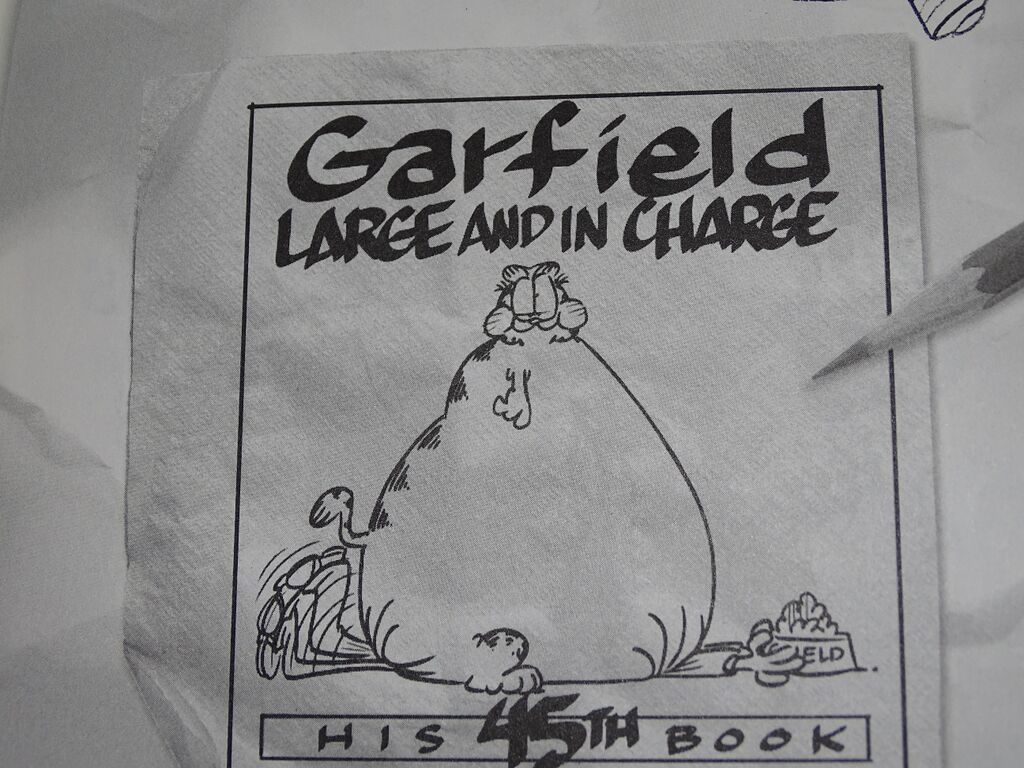 Garfield
LARGE AND IN CHARGE
ELD
HIS 45TH BOOK